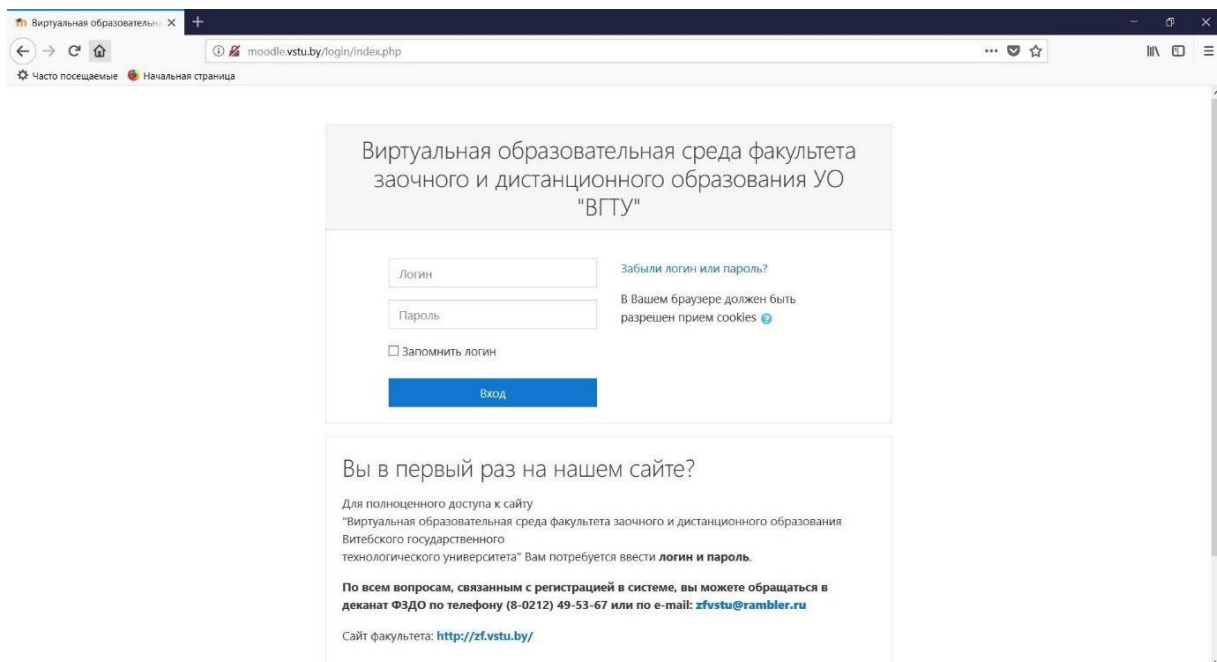 Виртуальная образовательна
moodle.vstu.by/login/index.php
Часто посещаемые Начальная страница
Виртуальная образовательная среда факультета
заочного и дистанционного образования УО
"ВГТУ"
Логин
Забыли логин или пароль?
В Вашем браузере должен быть
разрешен прием cookies
Пароль
Запомнить логин
Вход
Вы в первый раз на нашем сайте?
Для полноценного доступа к сайту
"Виртуальная образовательная среда факультета заочного и дистанционного образования
Витебского государственного
технологического университета" Вам потребуется ввести логин и пароль.
По всем вопросам, связанным с регистрацией в системе, вы можете обращаться в
деканат ФЗДО по телефону (8-0212) 49-53-67 или по e-mail: zfvstu@rambler.ru
Сайт факультета: http://zf.vstu.by/